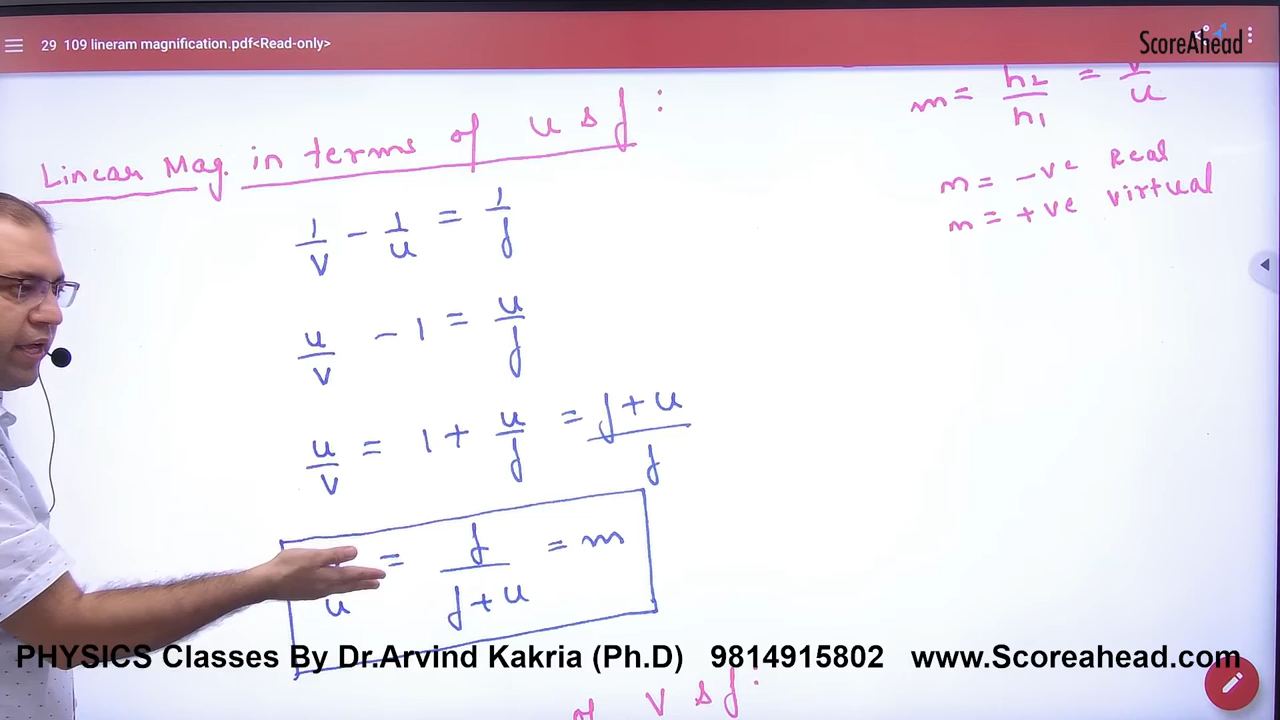 29 109 lineram magnification.pdf<Read-only>
ScoreAhead
m = h2/h1 = v/u
m = -ve Real
m = +ve virtual
Linear Mag. in terms of u & f :
1/v - 1/u = 1/f
u/v - 1 = u/f
u/v = 1 + u/f = f + u/f
u = f/f + u = m
PHYSICS Classes By Dr.Arvind Kakria (Ph.D) 9814915802 www.Scoreahead.com
of v & f :